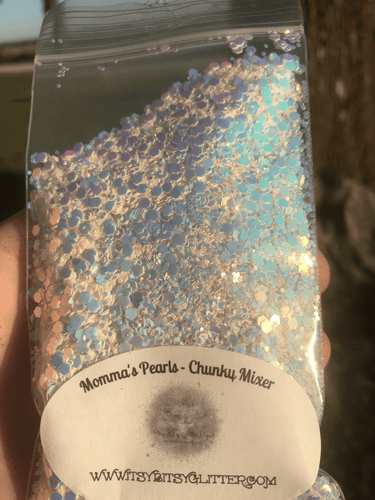 Momma's Pearls - Chunky Mixer
WWW.ITSYBITSYGLITTER.COM